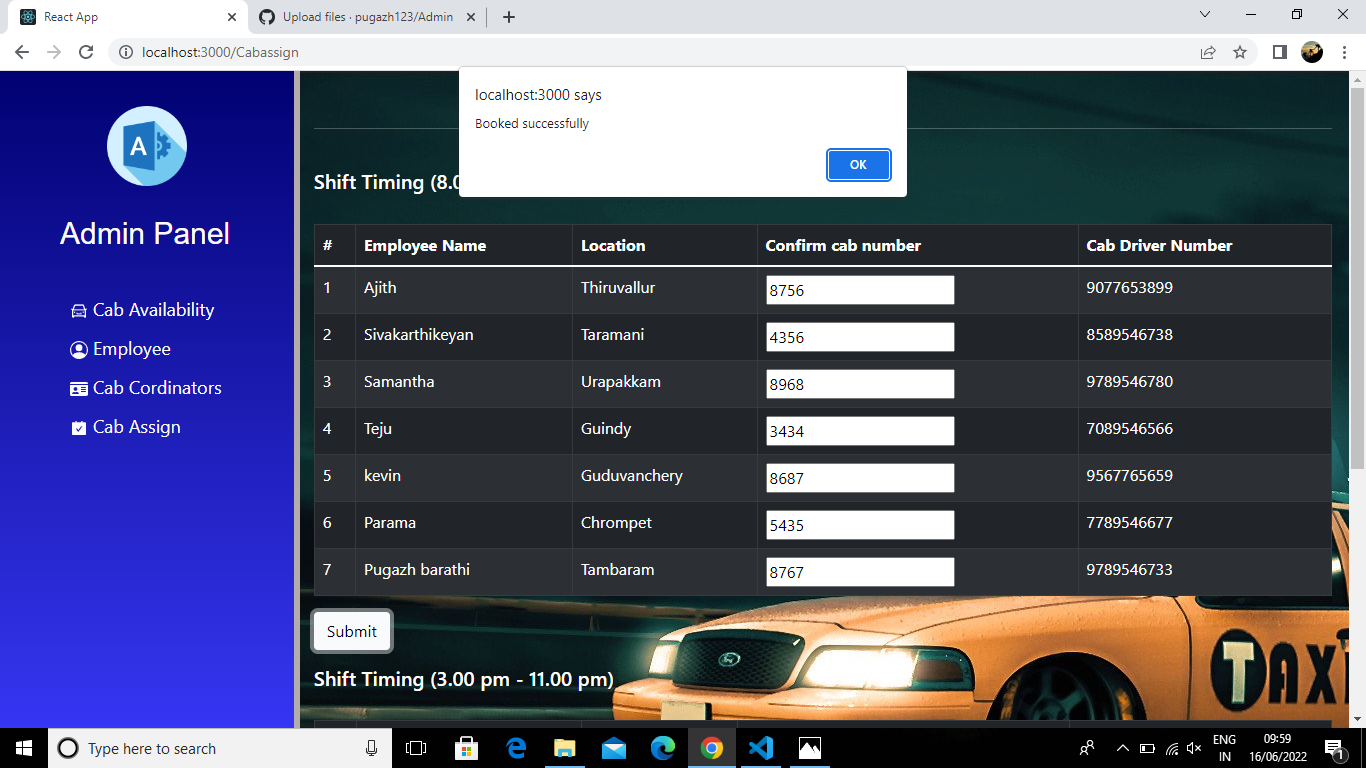 React App
Upload files · pugazh123/Admin
localhost:3000/Cabassign
localhost:3000 says
Booked successfully
OK
A
Admin Panel
Cab Availability
Employee
Cab Cordinators
Cab Assign
Shift Timing (8.0
# Employee Name Location Confirm cab number Cab Driver Number
1 Ajith Thiruvallur 8756 9077653899
2 Sivakarthikeyan Taramani 4356 8589546738
3 Samantha Urapakkam 8968 9789546780
4 Teju Guindy 3434 7089546566
5 kevin Guduvanchery 8687 9567765659
6 Parama Chrompet 5435 7789546677
7 Pugazh barathi Tambaram 8767 9789546733
Submit
Shift Timing (3.00 pm - 11.00 pm)
TAXI
Type here to search
ENG
IN
09:59
16/06/2022
1